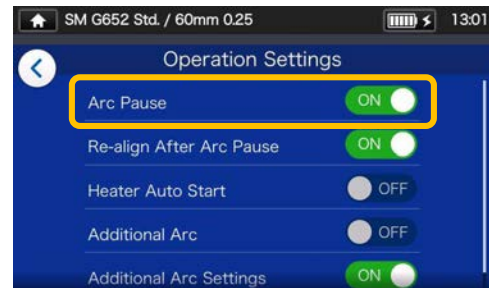 SM G652 Std. / 60mm 0.25 13:01
Operation Settings
Arc Pause ON
Re-align After Arc Pause ON
Heater Auto Start OFF
Additional Arc OFF
Additional Arc Settings ON